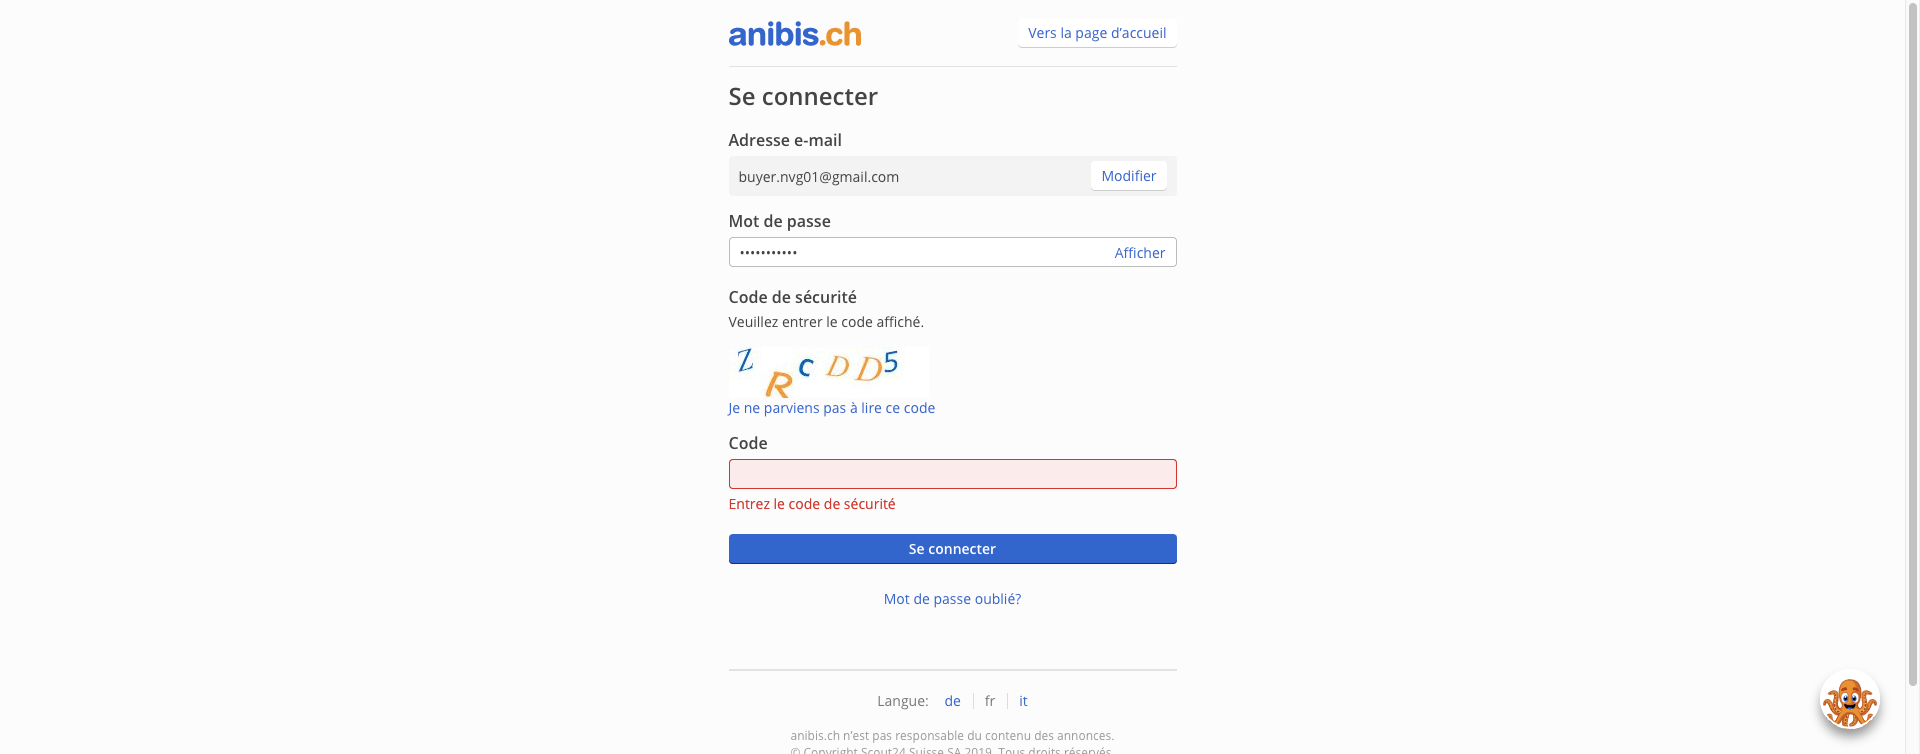 anibis.ch
Vers la page d'accueil
Se connecter
Adresse e-mail
buyer.nvg01@gmail.com
Modifier
Mot de passe
•••••••••••
Afficher
Code de sécurité
Veuillez entrer le code affiché.
Z R C D D 5
Je ne parviens pas à lire ce code
Code
Entrez le code de sécurité
Se connecter
Mot de passe oublié?
Langue: de fr it
anibis.ch n'est pas responsable du contenu des annonces.
© Copyright Scout24 Suisse SA 2019. Tous droits réservés.